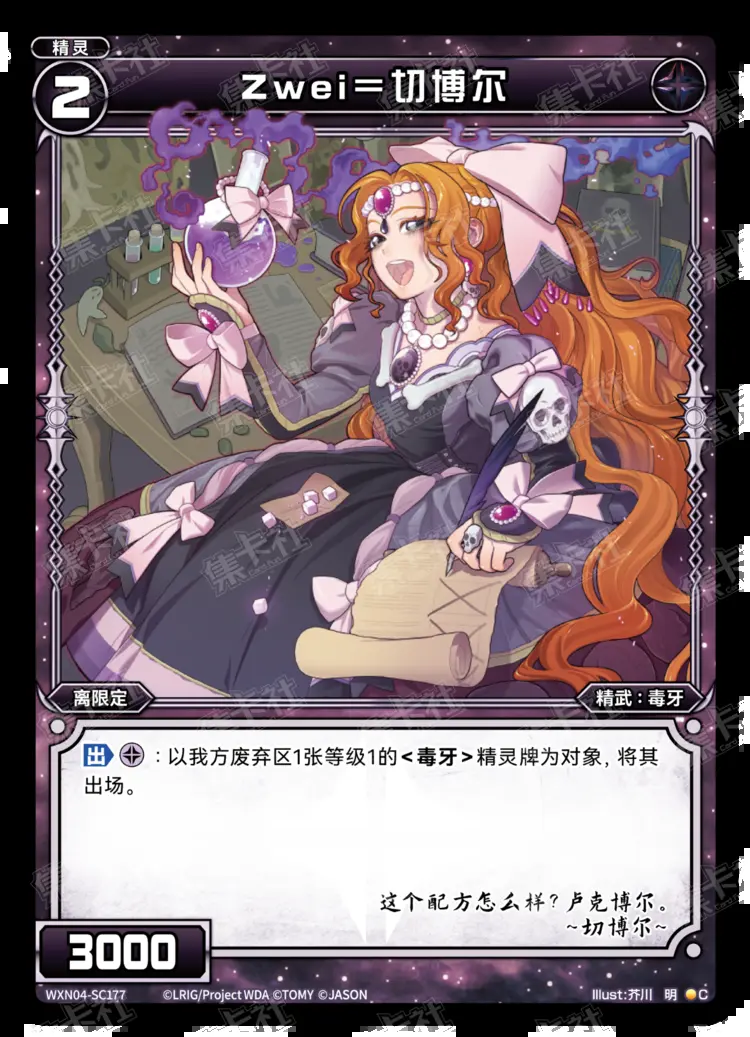 精灵
2
Zwei=切博尔
离限定
精武：毒牙
出：以我方废弃区1张等级1的<毒牙>精灵牌为对象，将其
出场。
这个配方怎么样？卢克博尔。
~切博尔~
3000
WXN04-SC177 ©LRIG/Project WDA ©TOMY ©JASON Illust:芥川 明 C
集卡社